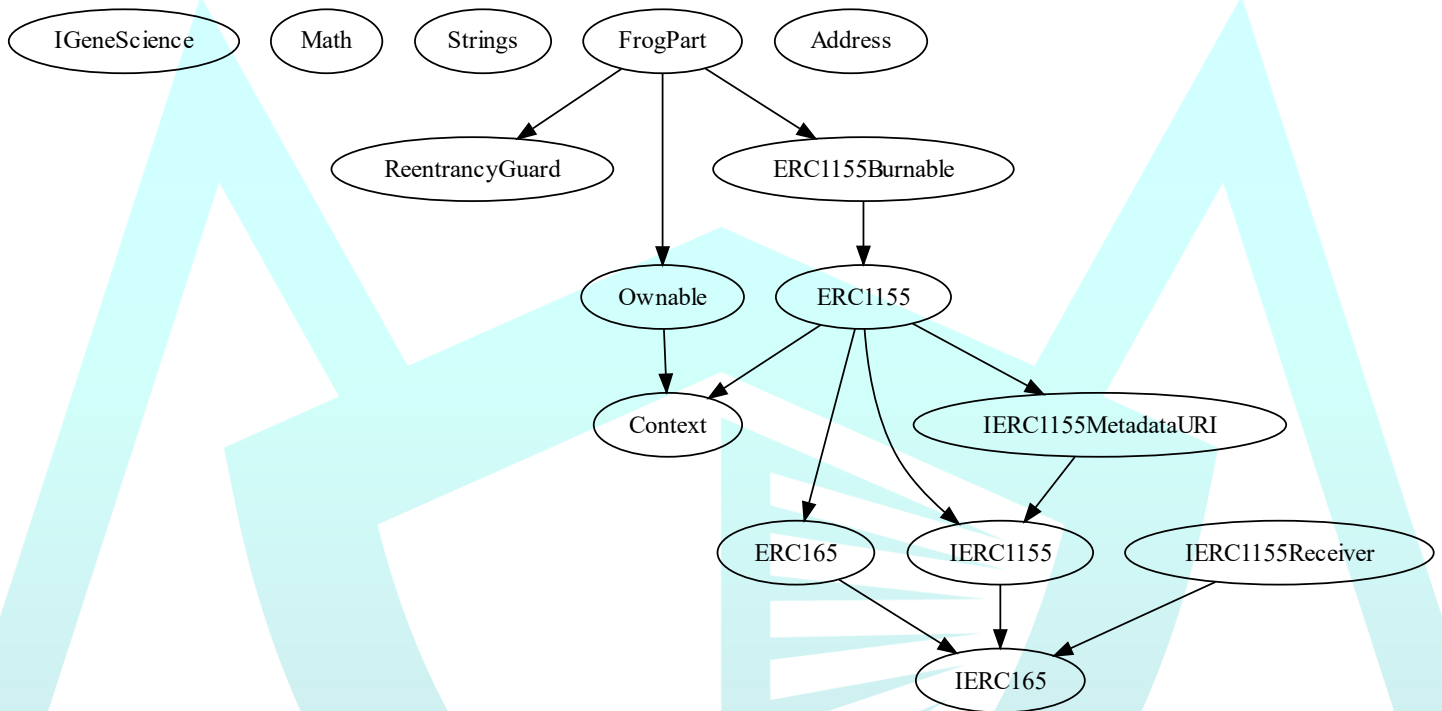 IGeneScience
Math
Strings
FrogPart
Address
ReentrancyGuard
ERC1155Burnable
Ownable
ERC1155
Context
IERC1155MetadataURI
ERC165
IERC1155
IERC1155Receiver
IERC165